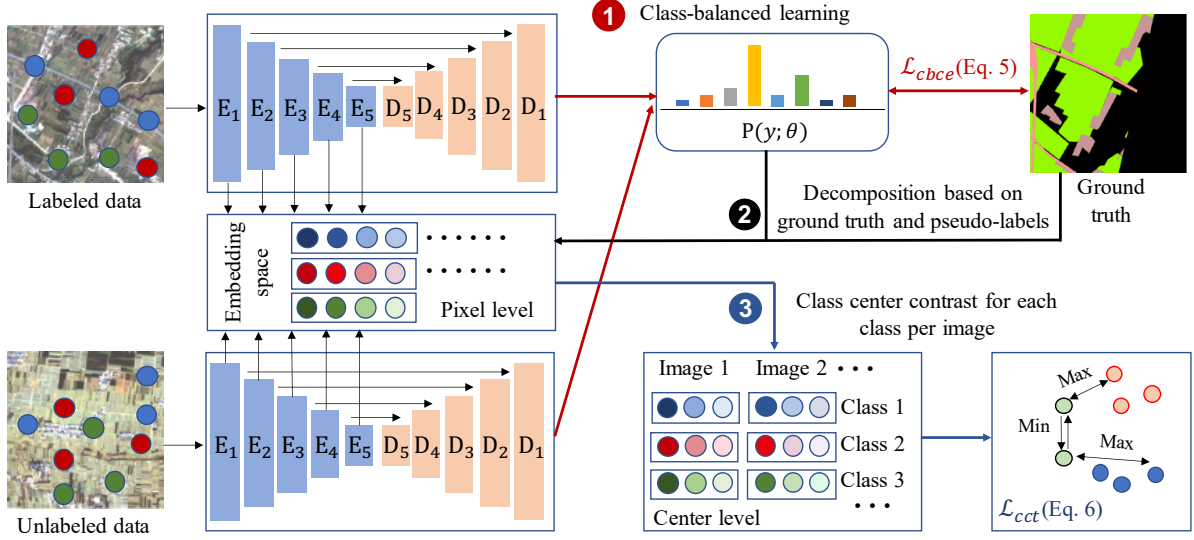 1 Class-balanced learning
E1 E2 E3 E4 E5 D5 D4 D3 D2 D1
P(y; θ)
ℒcbce(Eq. 5)
Labeled data
Ground
truth
2 Decomposition based on
ground truth and pseudo-labels
Embedding
space
• • • • • •
• • • • • •
Pixel level
3 Class center contrast for each
class per image
E1 E2 E3 E4 E5 D5 D4 D3 D2 D1
Unlabeled data
Image 1 Image 2 • • •
Class 1
Class 2
Class 3
• • •
Center level
Max
Min
Max
ℒcct(Eq. 6)